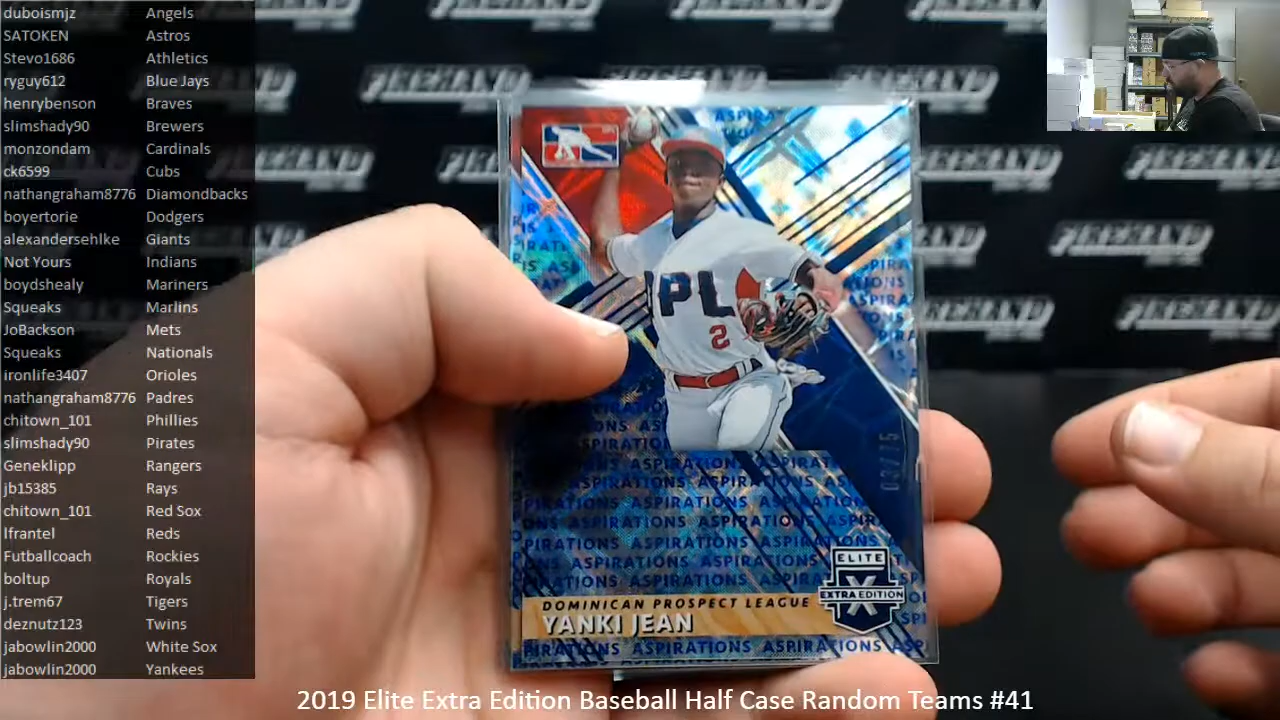 duboismjz Angels
SATOKEN Astros
Stevo1686 Athletics
ryguy612 Blue Jays
henrybenson Braves
slimshady90 Brewers
monzondam Cardinals
ck6599 Cubs
nathangraham8776 Diamondbacks
boyertorie Dodgers
alexandersehlke Giants
Not Yours Indians
boydshealy Mariners
Squeaks Marlins
JoBackson Mets
Squeaks Nationals
ironlife3407 Orioles
nathangraham8776 Padres
chitown_101 Phillies
slimshady90 Pirates
Geneklipp Rangers
jb15385 Rays
chitown_101 Red Sox
lfrantel Reds
Futballcoach Rockies
boltup Royals
j.trem67 Tigers
deznutz123 Twins
jabowlin2000 White Sox
jabowlin2000 Yankees
FIREHAND
IPL
2
ASPIRATIONS ASPIRATIONS
ELITE
X
EXTRA EDITION
DOMINICAN PROSPECT LEAGUE
YANKI JEAN
2019 Elite Extra Edition Baseball Half Case Random Teams #41